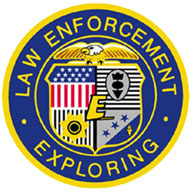 · LAW ENFORCEMENT ·
E
EXPLORING